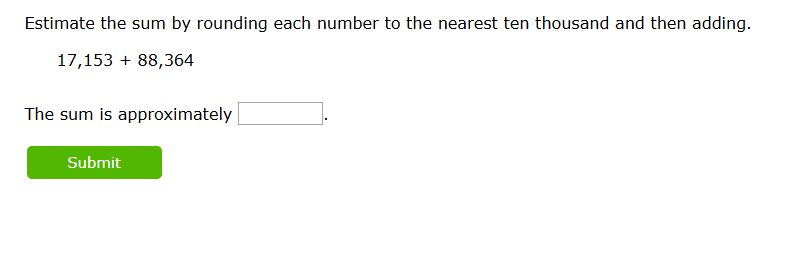 Estimate the sum by rounding each number to the nearest ten thousand and then adding.
17,153 + 88,364
The sum is approximately .
Submit